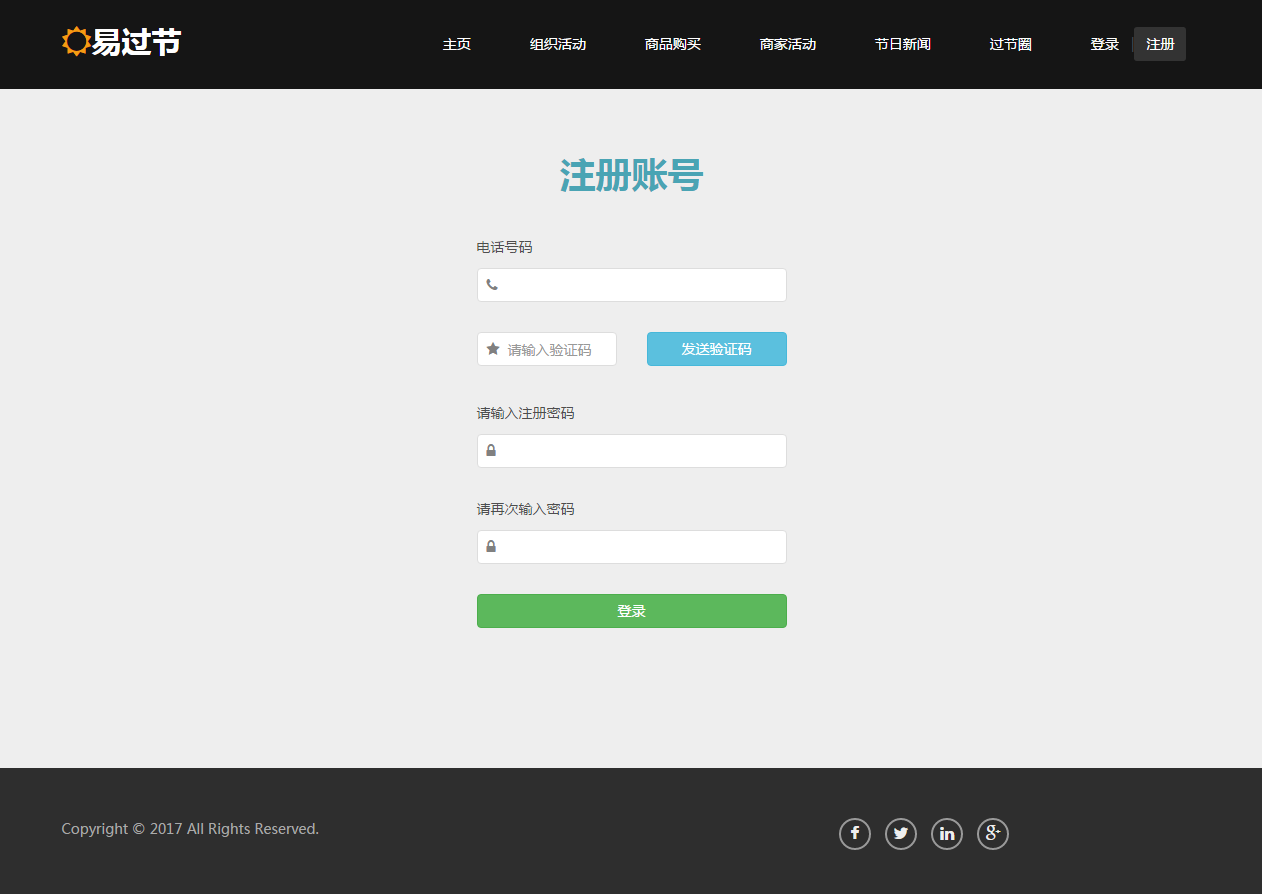 易过节
主页 组织活动 商品购买 商家活动 节日新闻 过节圈 登录 注册
注册账号
电话号码
请输入验证码 发送验证码
请输入注册密码
请再次输入密码
登录
Copyright © 2017 All Rights Reserved.